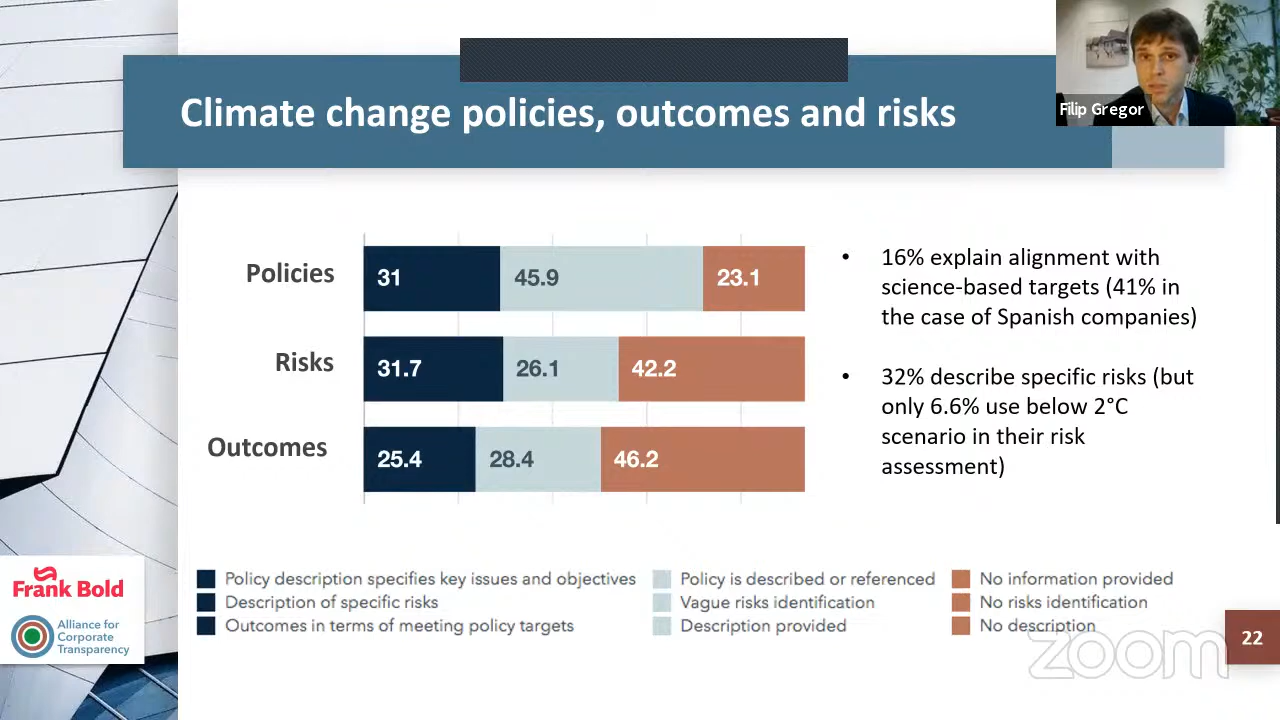 Climate change policies, outcomes and risks
Filip Gregor
Policies
31
45.9
23.1
Risks
31.7
26.1
42.2
Outcomes
25.4
28.4
46.2
• 16% explain alignment with
science-based targets (41% in
the case of Spanish companies)
• 32% describe specific risks (but
only 6.6% use below 2°C
scenario in their risk
assessment)
Policy description specifies key issues and objectives
Description of specific risks
Outcomes in terms of meeting policy targets
Policy is described or referenced
Vague risks identification
Description provided
No information provided
No risks identification
No description
Frank Bold
Alliance for
Corporate
Transparency
zoom
22